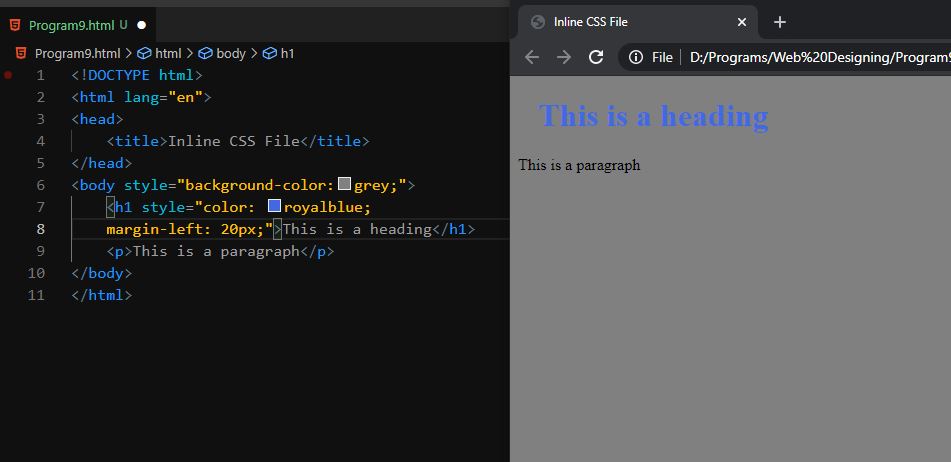 Program9.html U
Program9.html > html > body > h1
1 <!DOCTYPE html>
2 <html lang="en">
3 <head>
4 <title>Inline CSS File</title>
5 </head>
6 <body style="background-color:grey;">
7 <h1 style="color: royalblue;
8 margin-left: 20px;">This is a heading</h1>
9 <p>This is a paragraph</p>
10 </body>
11 </html>
Inline CSS File
File | D:/Programs/Web%20Designing/Program9
This is a heading
This is a paragraph